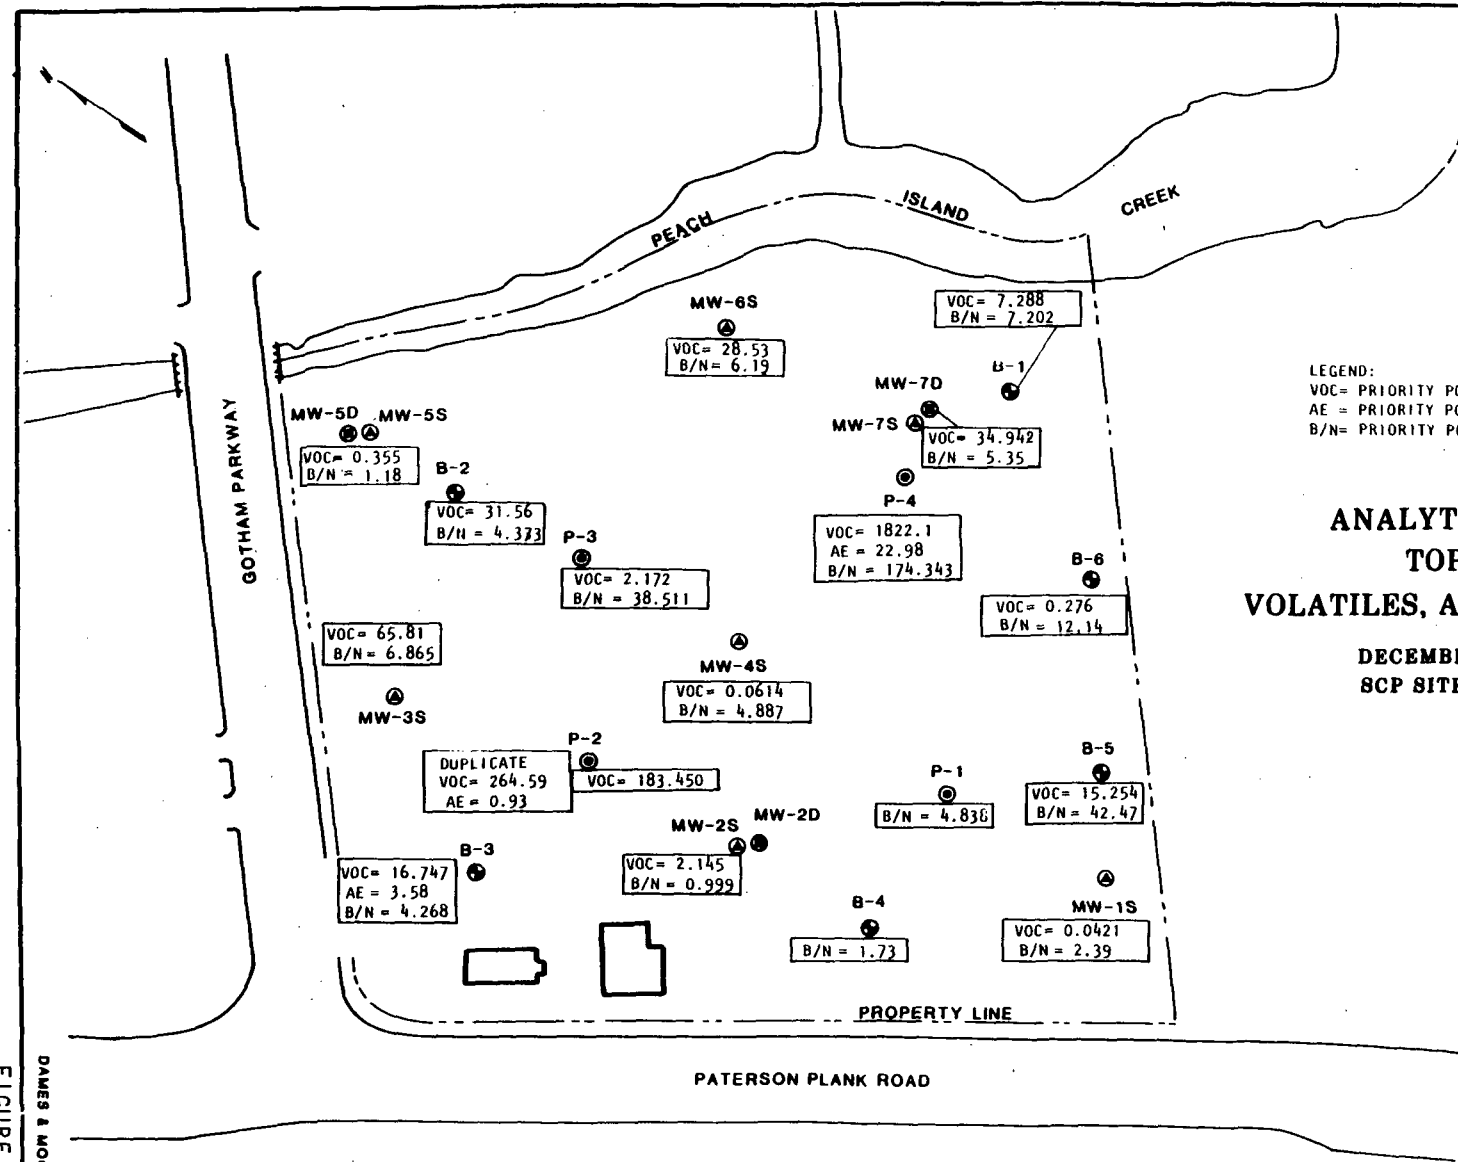 PEACH ISLAND CREEK
MW-6S
VOC= 28.53
B/N= 6.19
VOC= 7.288
B/N = 7.202
B-1
MW-7D
MW-7S
VOC= 34.942
B/N = 5.35
P-4
VOC= 1822.1
AE = 22.98
B/N = 174.343
MW-5D
MW-5S
VOC= 0.355
B/N = 1.18
B-2
VOC= 31.56
B/N = 4.373
P-3
VOC= 2.172
B/N = 38.511
B-6
VOC= 0.276
B/N = 12.14
VOC= 65.81
B/N = 6.865
MW-3S
MW-4S
VOC= 0.0614
B/N = 4.887
P-2
DUPLICATE
VOC= 264.59
AE = 0.93
VOC= 183.450
P-1
B/N = 4.838
B-5
VOC= 15.254
B/N = 42.47
MW-2S
MW-2D
VOC= 2.145
B/N = 0.999
B-3
VOC= 16.747
AE = 3.58
B/N = 4.268
B-4
B/N = 1.73
MW-1S
VOC= 0.0421
B/N = 2.39
GOTHAM PARKWAY
PROPERTY LINE
PATERSON PLANK ROAD
LEGEND:
VOC= PRIORITY PO
AE = PRIORITY PO
B/N= PRIORITY PO
ANALYT
TOP
VOLATILES, A
DECEMBE
SCP SITE
DAMES & MOO
FIGURE